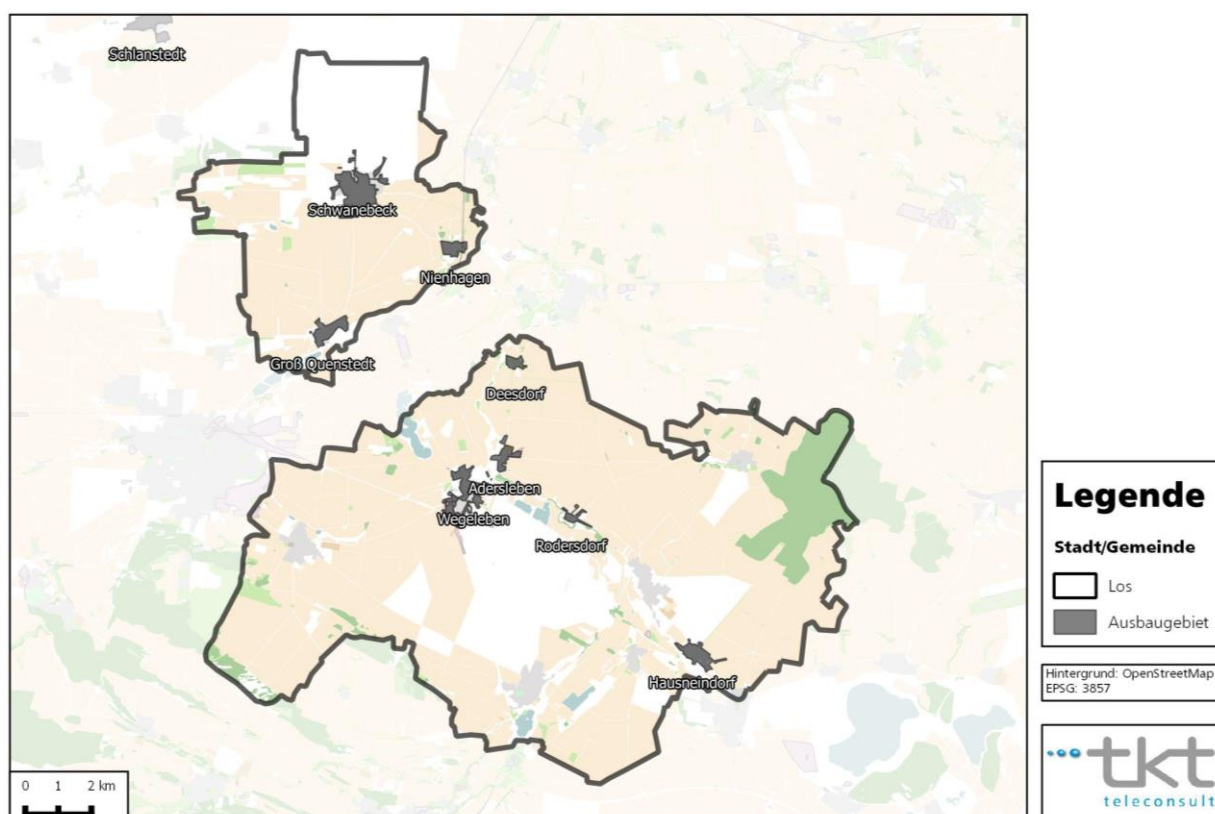 Schlanstedt
Schwanebeck
Nienhagen
Groß Quenstedt
Deesdorf
Adersleben
Wegeleben
Rodersdorf
Hausneindorf
0 1 2 km
Legende
Stadt/Gemeinde
Los
Ausbaugebiet
Hintergrund: OpenStreetMap
EPSG: 3857
tkt
teleconsult